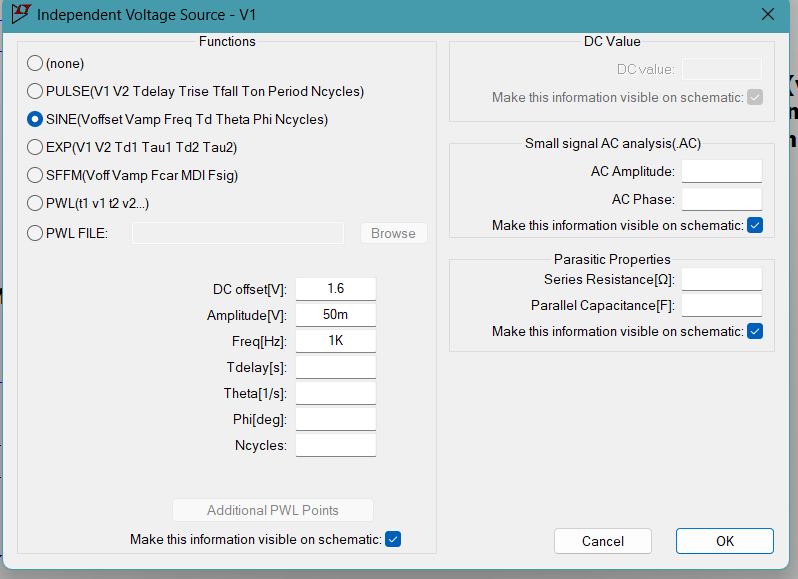 Independent Voltage Source - V1
Functions
(none)
PULSE(V1 V2 Tdelay Trise Tfall Ton Period Ncycles)
SINE(Voffset Vamp Freq Td Theta Phi Ncycles)
EXP(V1 V2 Td1 Tau1 Td2 Tau2)
SFFM(Voff Vamp Fcar MDI Fsig)
PWL(t1 v1 t2 v2...)
PWL FILE: Browse
DC offset[V]: 1.6
Amplitude[V]: 50m
Freq[Hz]: 1K
Tdelay[s]:
Theta[1/s]:
Phi[deg]:
Ncycles:
Additional PWL Points
Make this information visible on schematic:
DC Value
DC value:
Make this information visible on schematic:
Small signal AC analysis(.AC)
AC Amplitude:
AC Phase:
Make this information visible on schematic:
Parasitic Properties
Series Resistance[Ω]:
Parallel Capacitance[F]:
Make this information visible on schematic:
Cancel OK